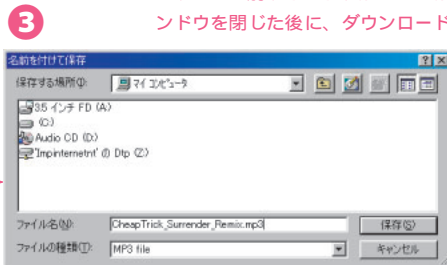 3
ンドウを閉じた後に、ダウンロード
名前を付けて保存
保存する場所(I):
マイ コンピュータ
3.5 インチ FD (A:)
(C:)
Audio CD (D:)
'Impinternetnt' の Dtp (Z:)
ファイル名(N):
CheapTrick_Surrender_Remix.mp3
保存(S)
ファイルの種類(T):
MP3 file
キャンセル